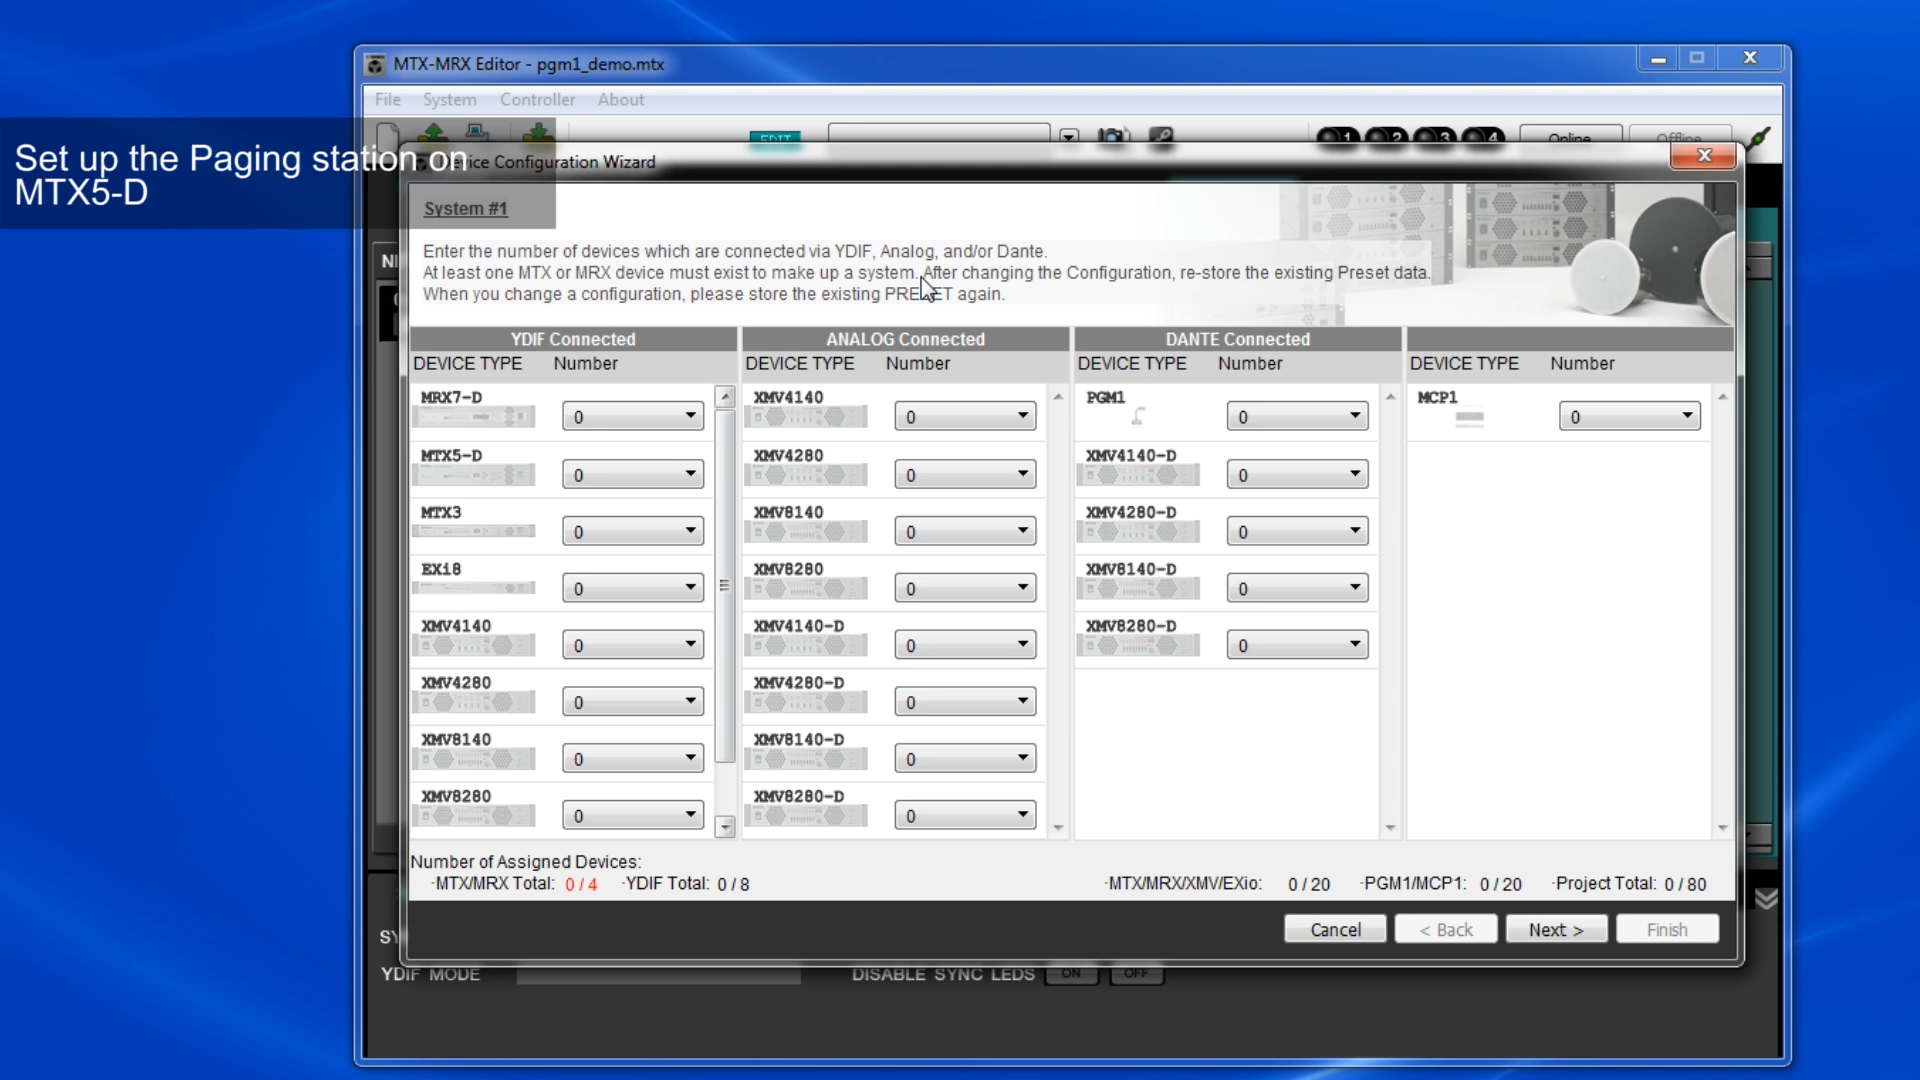 MTX-MRX Editor - pgm1_demo.mtx
File System Controller About
EDIT
1 2 3 4 Online Offline
Set up the Paging station on
MTX5-D
Device Configuration Wizard
System #1
Enter the number of devices which are connected via YDIF, Analog, and/or Dante.
At least one MTX or MRX device must exist to make up a system. After changing the Configuration, re-store the existing Preset data.
When you change a configuration, please store the existing PRESET again.
YDIF Connected ANALOG Connected DANTE Connected
DEVICE TYPE Number DEVICE TYPE Number DEVICE TYPE Number DEVICE TYPE Number
MRX7-D 0 XMV4140 0 PGM1 0 MCP1 0
MTX5-D 0 XMV4280 0 XMV4140-D 0
MTX3 0 XMV8140 0 XMV4280-D 0
EXi8 0 XMV8280 0 XMV8140-D 0
XMV4140 0 XMV4140-D 0 XMV8280-D 0
XMV4280 0 XMV4280-D 0
XMV8140 0 XMV8140-D 0
XMV8280 0 XMV8280-D 0
Number of Assigned Devices:
-MTX/MRX Total: 0 / 4 -YDIF Total: 0 / 8 -MTX/MRX/XMV/EXio: 0 / 20 -PGM1/MCP1: 0 / 20 -Project Total: 0 / 80
Cancel < Back Next > Finish
YDIF MODE DISABLE SYNC LEDS ON OFF